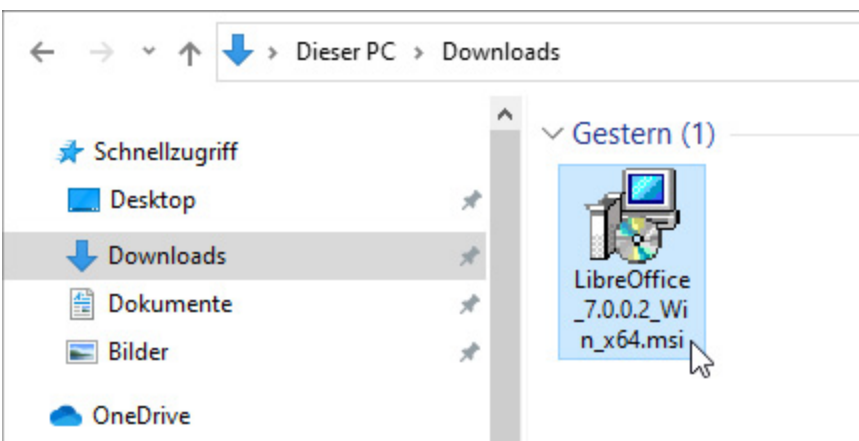 Dieser PC > Downloads
Schnellzugriff
Desktop
Downloads
Dokumente
Bilder
OneDrive
Gestern (1)
LibreOffice
_7.0.0.2_Wi
n_x64.msi